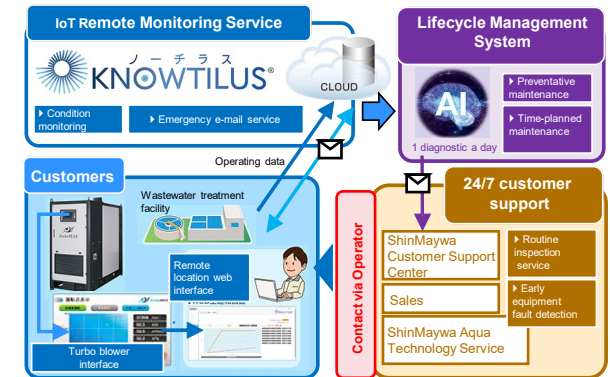 IoT Remote Monitoring Service
ノーチラス
KNOWTILUS®
CLOUD
Condition
monitoring
Emergency e-mail service
Lifecycle Management
System
AI
1 diagnostic a day
Preventative
maintenance
Time-planned
maintenance
Operating data
Customers
Wastewater treatment
facility
Remote
location web
interface
KNOWTILUS
Turbo blower
interface
Contact via Operator
24/7 customer
support
ShinMaywa
Customer Support
Center
Sales
ShinMaywa Aqua
Technology Service
Routine
inspection
service
Early
equipment
fault detection